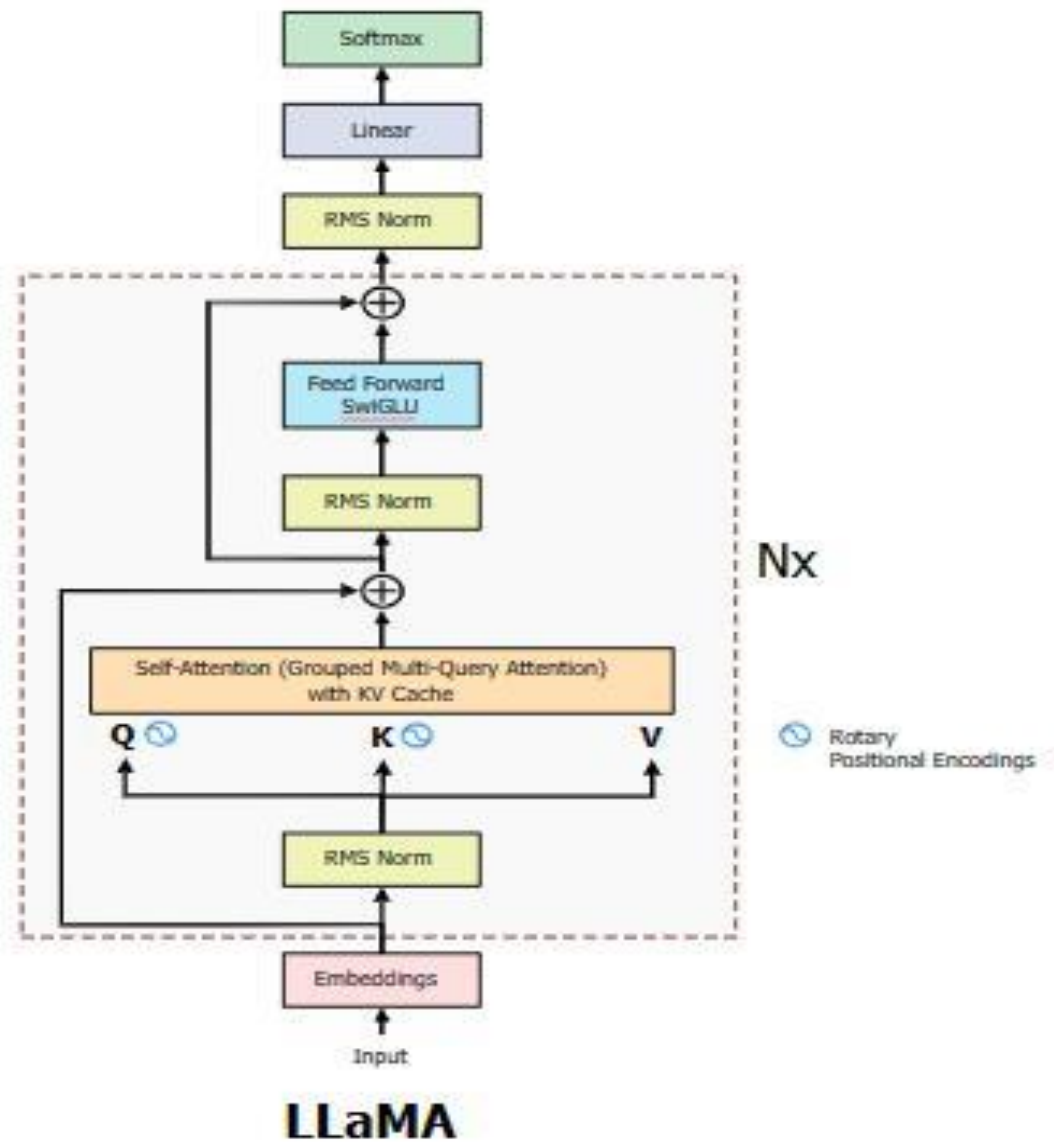 Softmax
Linear
RMS Norm
Feed Forward
SwiGLU
RMS Norm
Nx
Self-Attention (Grouped Multi-Query Attention)
with KV Cache
Q K V
Rotary
Positional Encodings
RMS Norm
Embeddings
Input
LLaMA